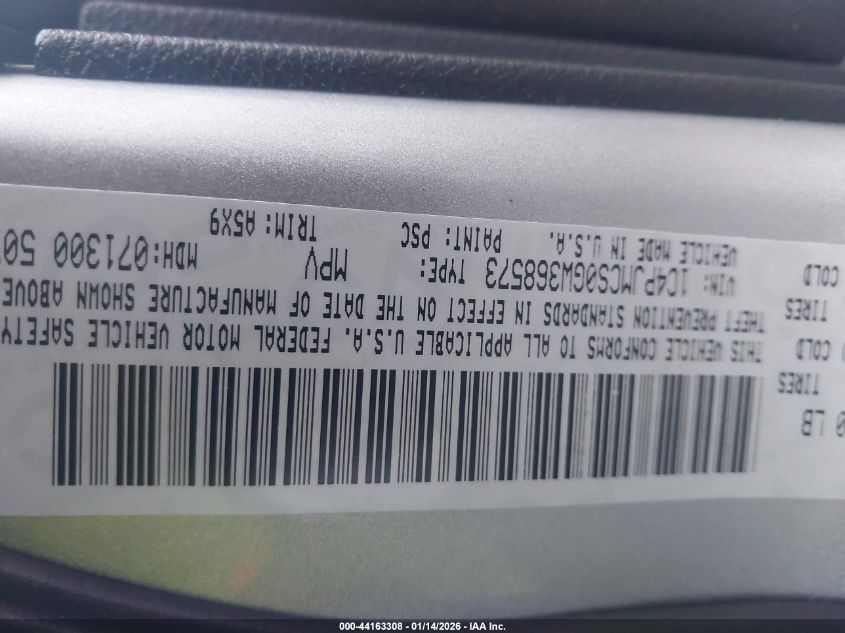 0 LB
TIRES
COLD
TIRES
COLD
THIS VEHICLE CONFORMS TO ALL APPLICABLE U.S.A. FEDERAL MOTOR VEHICLE SAFETY
THEFT PREVENTION STANDARDS IN EFFECT ON THE DATE OF MANUFACTURE SHOWN ABOVE
VIN: 1C4PJMCS0GW368573 TYPE: MPV MDH:071300 50
VEHICLE MADE IN U.S.A. PAINT: PSC TRIM: A5X9
000-44163308 - 01/14/2026 - IAA Inc.